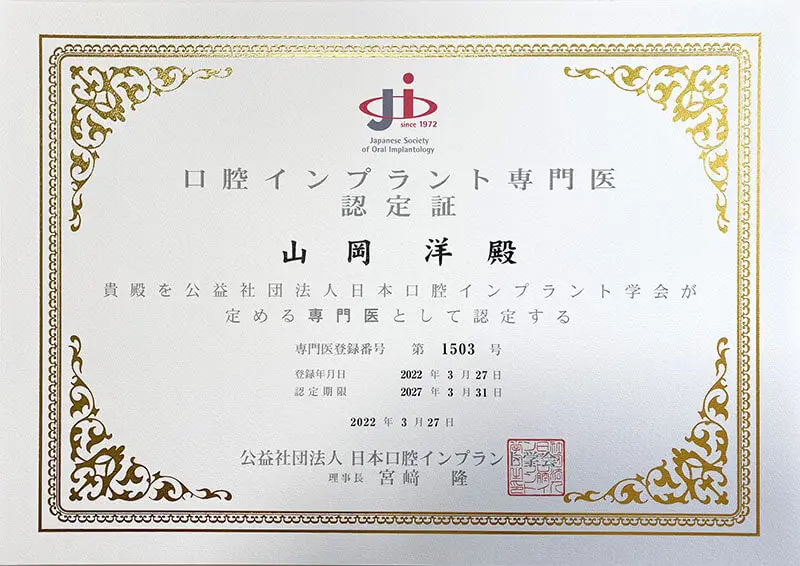 ji
since 1972
Japanese Society
of Oral Implantology
口腔インプラント専門医
認定証
山岡 洋 殿
貴殿を公益社団法人日本口腔インプラント学会が
定める専門医として認定する
専門医登録番号 第 1503 号
登録年月日 2022 年 3 月 27 日
認定期限 2027 年 3 月 31 日
2022 年 3 月 27 日
公益社団法人 日本口腔インプラン
理事長 宮﨑 隆